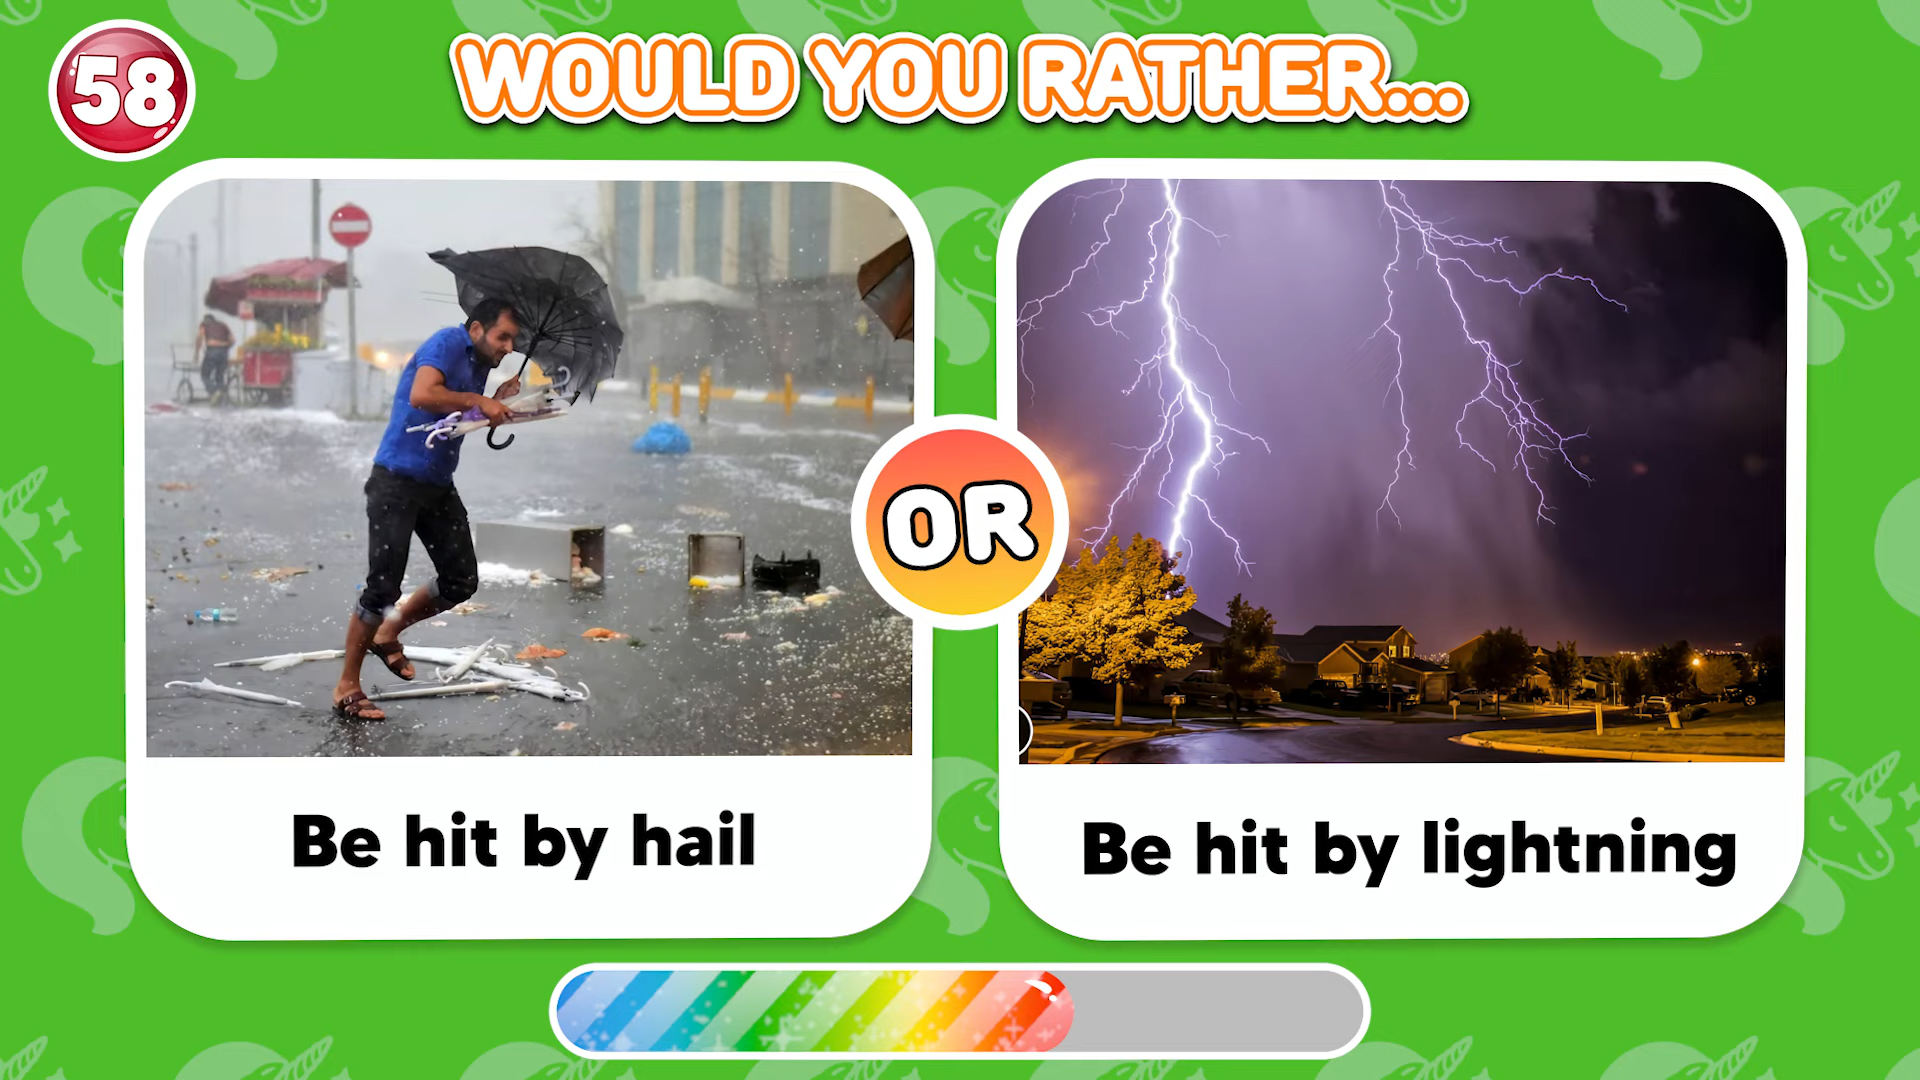 58
WOULD YOU RATHER...
OR
Be hit by hail
Be hit by lightning